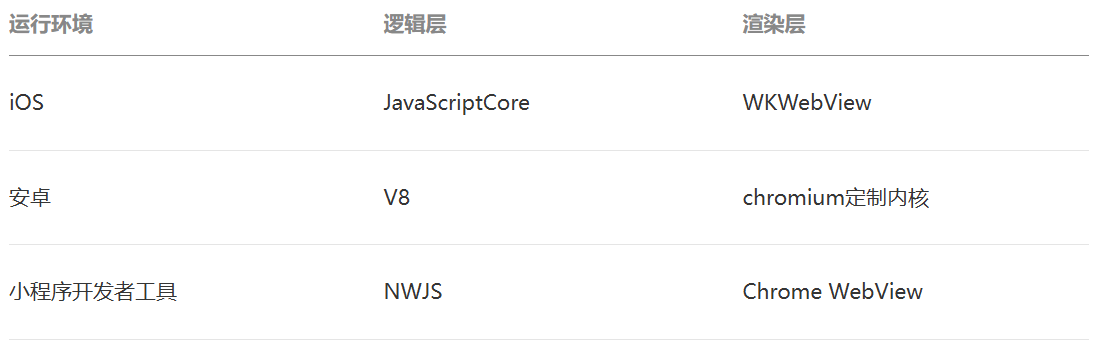 运行环境 逻辑层 渲染层
iOS JavaScriptCore WKWebView
安卓 V8 chromium定制内核
小程序开发者工具 NWJS Chrome WebView